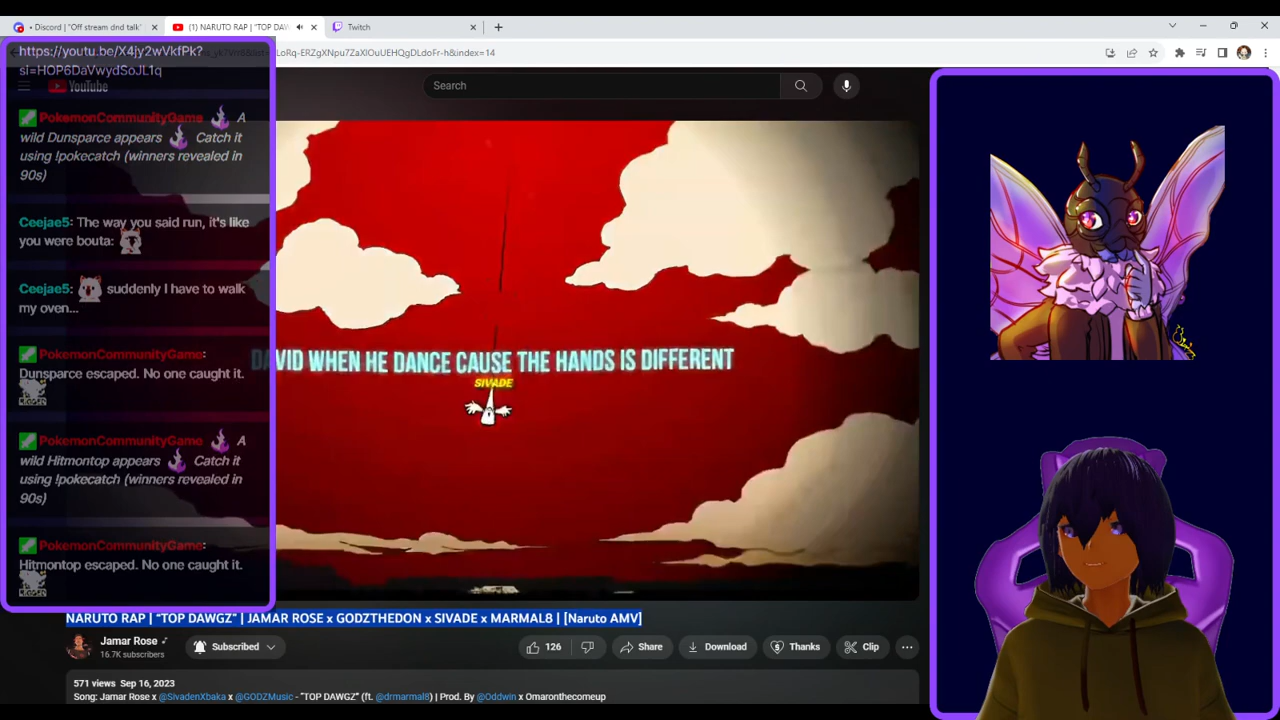 • Discord | "Off stream dnd talk"
(1) NARUTO RAP | "TOP DAW
Twitch
LoRq-ERZgXNpu7ZaXlOuUEHQgDLdoFr-h&index=14
https://youtu.be/X4jy2wVkfPk?
si=HOP6DaVwydSoJL1q
YouTube
Search
PokemonCommunityGame A
wild Dunsparce appears Catch it
using !pokecatch (winners revealed in
90s)
Ceejae5: The way you said run, it's like
you were bouta:
Ceejae5: suddenly I have to walk
my oven...
PokemonCommunityGame:
Dunsparce escaped. No one caught it.
PokemonCommunityGame A
wild Hitmontop appears Catch it
using !pokecatch (winners revealed in
90s)
PokemonCommunityGame:
Hitmontop escaped. No one caught it.
DAVID WHEN HE DANCE CAUSE THE HANDS IS DIFFERENT
SIVADE
NARUTO RAP | "TOP DAWGZ" | JAMAR ROSE x GODZTHEDON x SIVADE x MARMAL8 | [Naruto AMV]
Jamar Rose
16.7K subscribers
Subscribed
126
Share
Download
Thanks
Clip
571 views Sep 16, 2023
Song: Jamar Rose x @SivadenXbaka x @GODZMusic - "TOP DAWGZ" (ft. @drmarmal8) | Prod. By @Oddwin x Omaronthecomeup